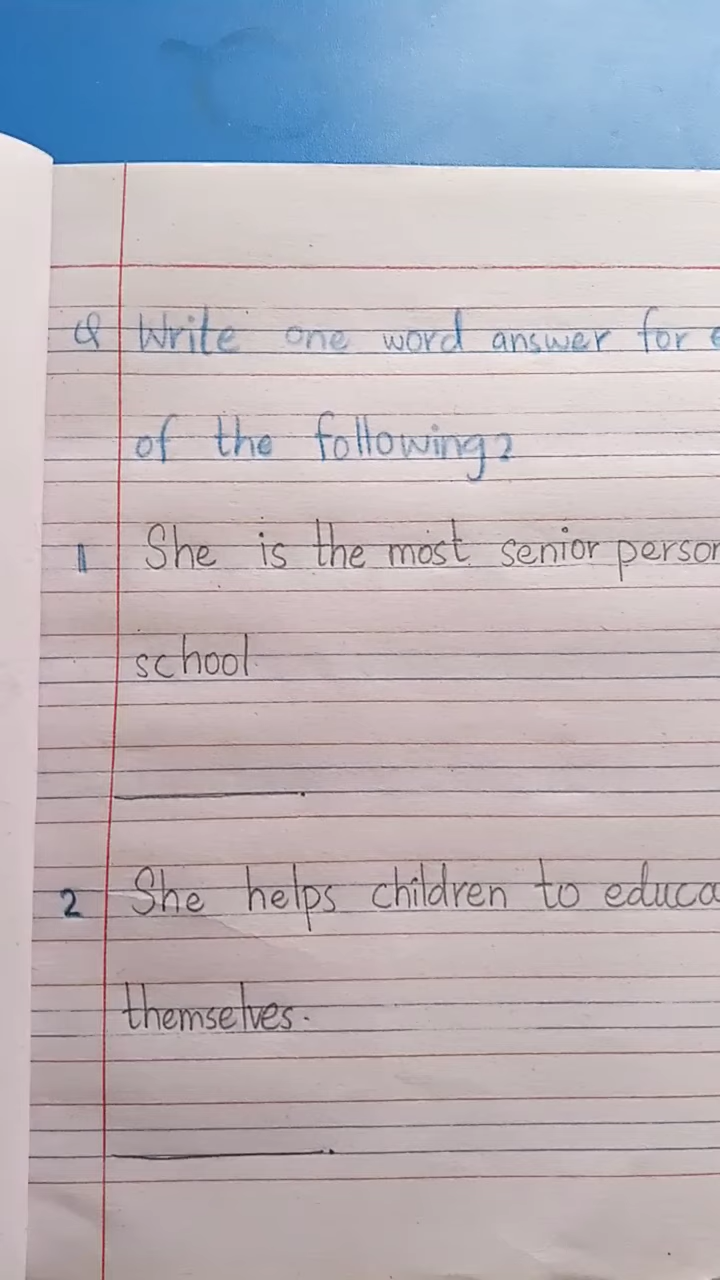 Q Write one word answer for
of the following?
1 She is the most senior person
school.
2 She helps children to educa
themselves.